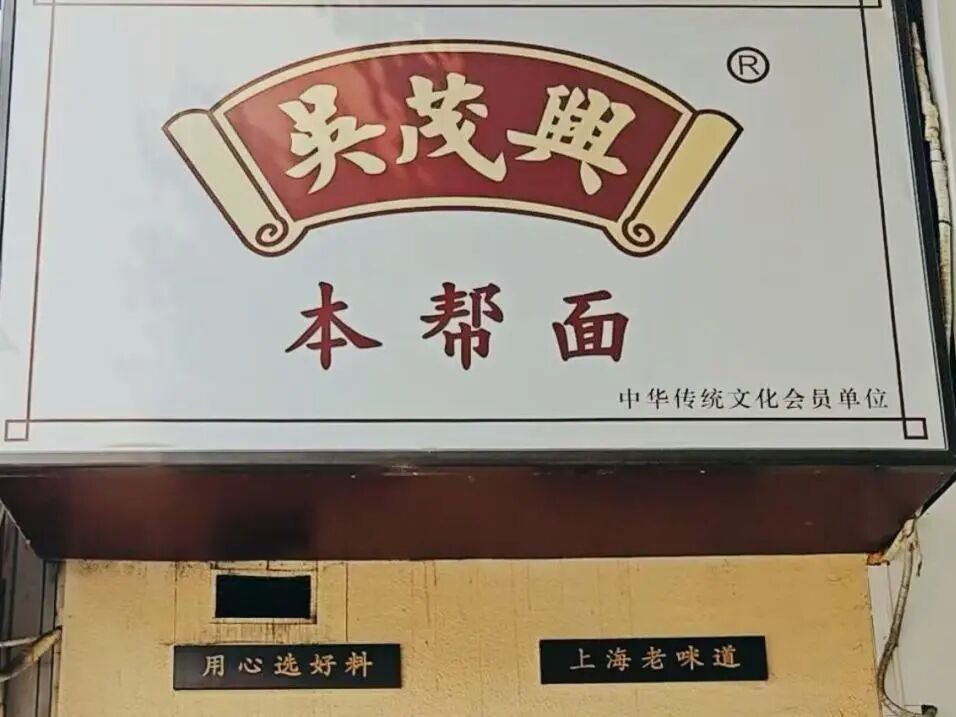 吴茂興
®
本帮面
中华传统文化会员单位
用心选好料
上海老咪道